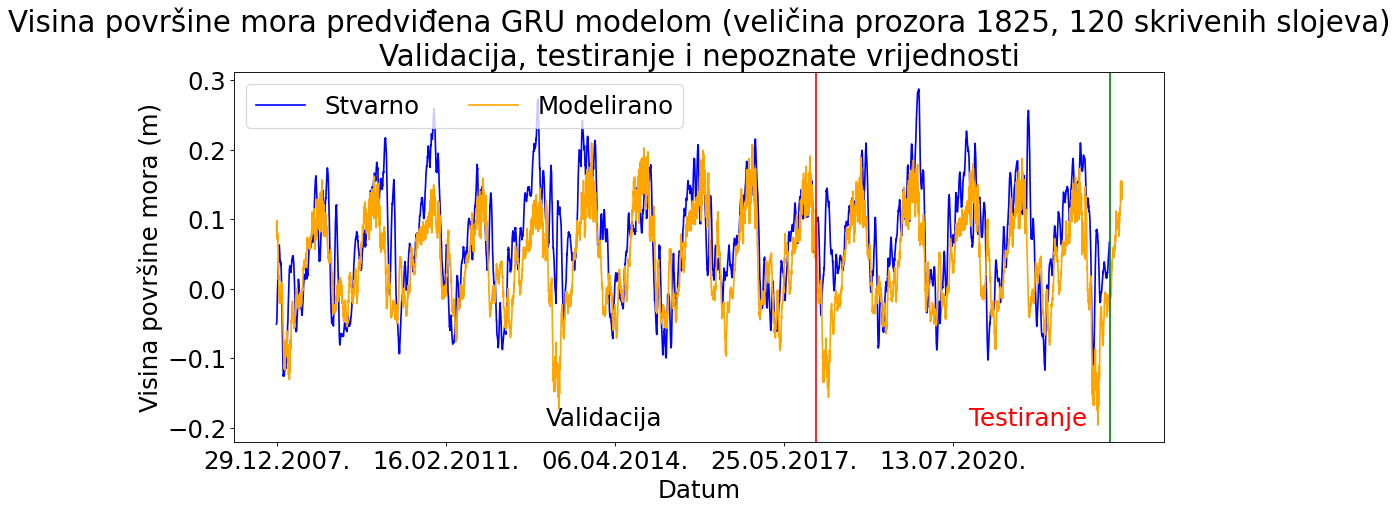 Visina površine mora predviđena GRU modelom (veličina prozora 1825, 120 skrivenih slojeva)
Validacija, testiranje i nepoznate vrijednosti
Stvarno
Modelirano
Visina površine mora (m)
0.3
0.2
0.1
0.0
−0.1
−0.2
Validacija
Testiranje
29.12.2007.
16.02.2011.
06.04.2014.
25.05.2017.
13.07.2020.
Datum